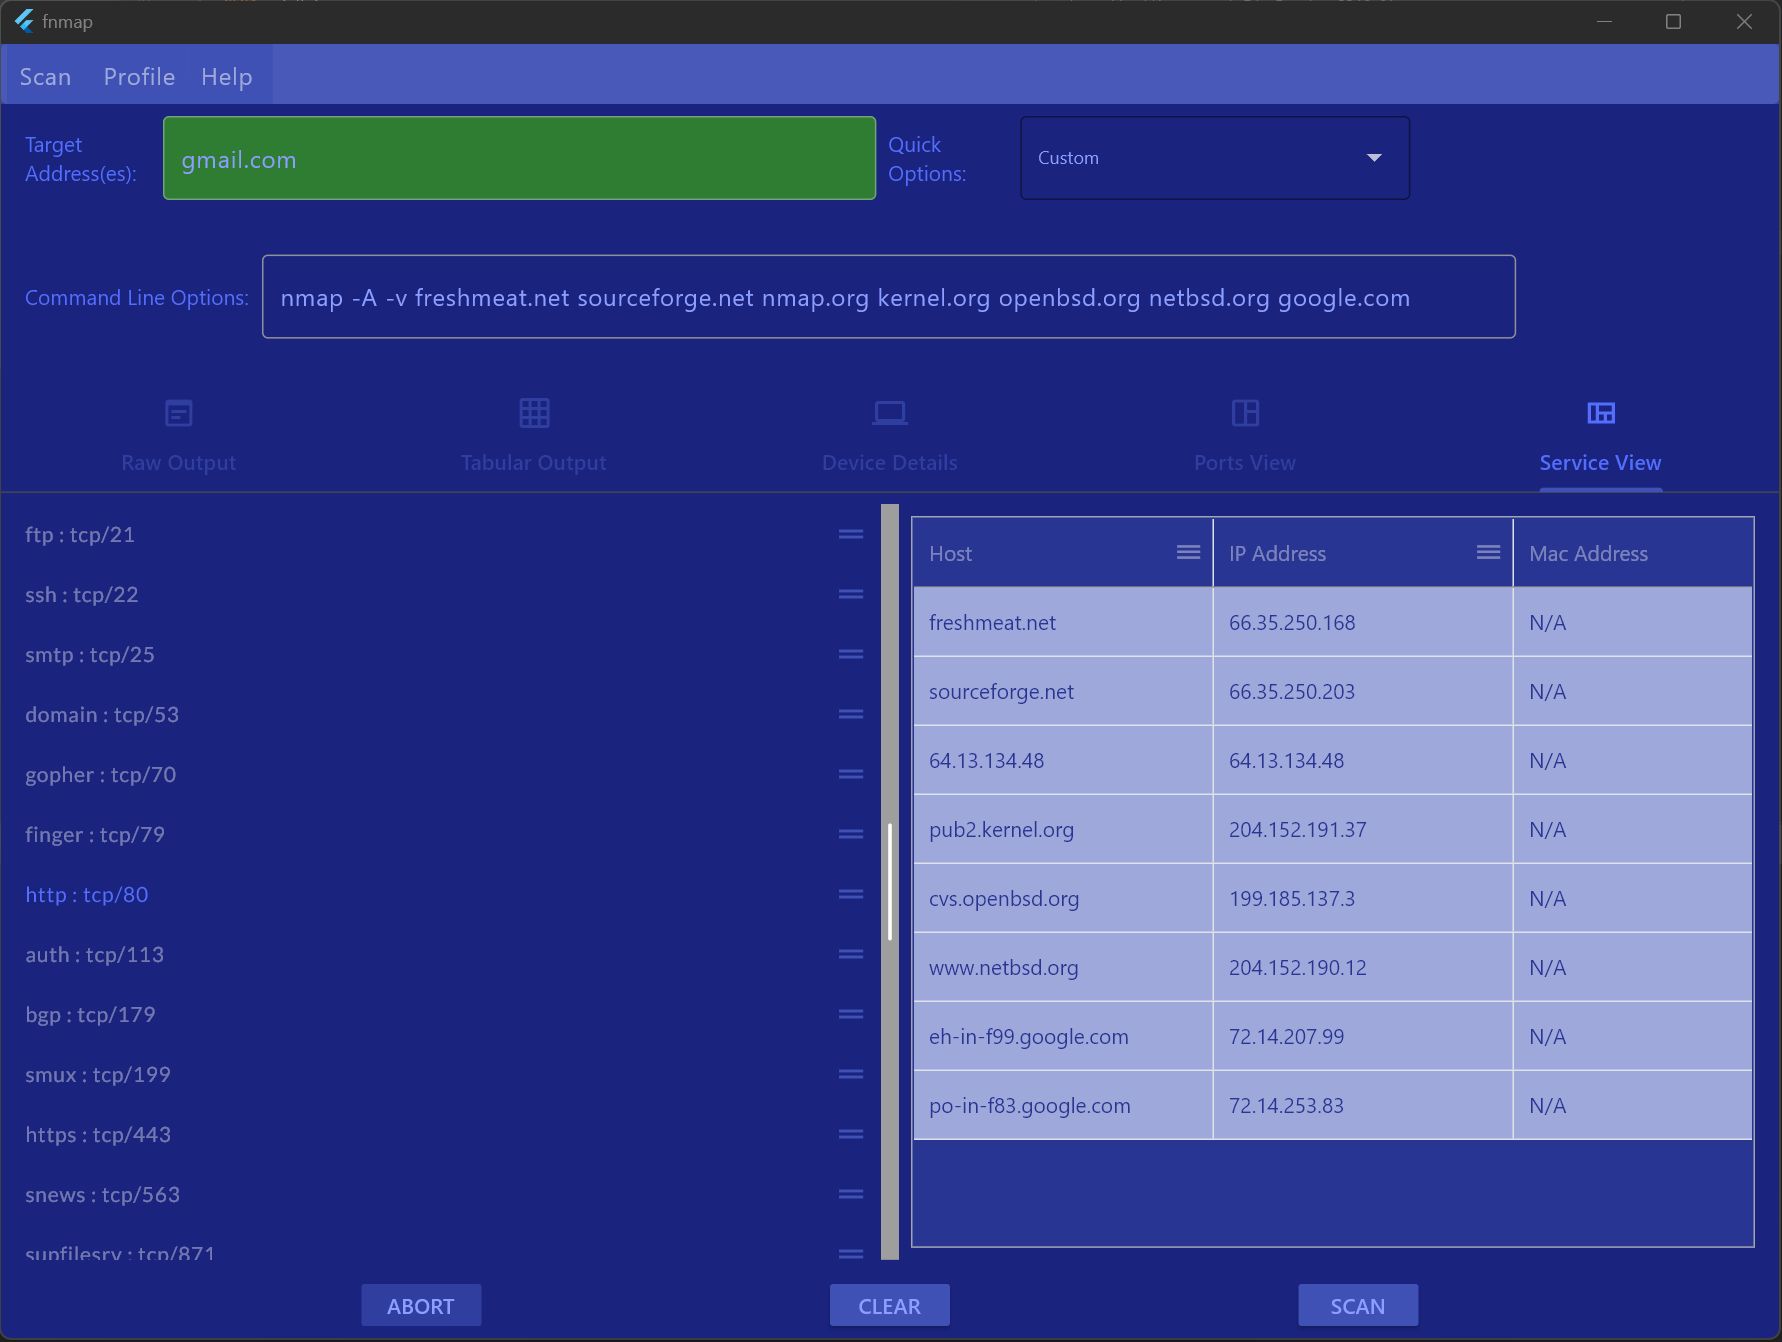 fnmap
Scan Profile Help
Target Address(es):
gmail.com
Quick Options:
Custom
Command Line Options:
nmap -A -v freshmeat.net sourceforge.net nmap.org kernel.org openbsd.org netbsd.org google.com
Raw Output
Tabular Output
Device Details
Ports View
Service View
ftp : tcp/21
ssh : tcp/22
smtp : tcp/25
domain : tcp/53
gopher : tcp/70
finger : tcp/79
http : tcp/80
auth : tcp/113
bgp : tcp/179
smux : tcp/199
https : tcp/443
snews : tcp/563
supfilesrv : tcp/871
Host IP Address Mac Address
freshmeat.net 66.35.250.168 N/A
sourceforge.net 66.35.250.203 N/A
64.13.134.48 64.13.134.48 N/A
pub2.kernel.org 204.152.191.37 N/A
cvs.openbsd.org 199.185.137.3 N/A
www.netbsd.org 204.152.190.12 N/A
eh-in-f99.google.com 72.14.207.99 N/A
po-in-f83.google.com 72.14.253.83 N/A
ABORT
CLEAR
SCAN